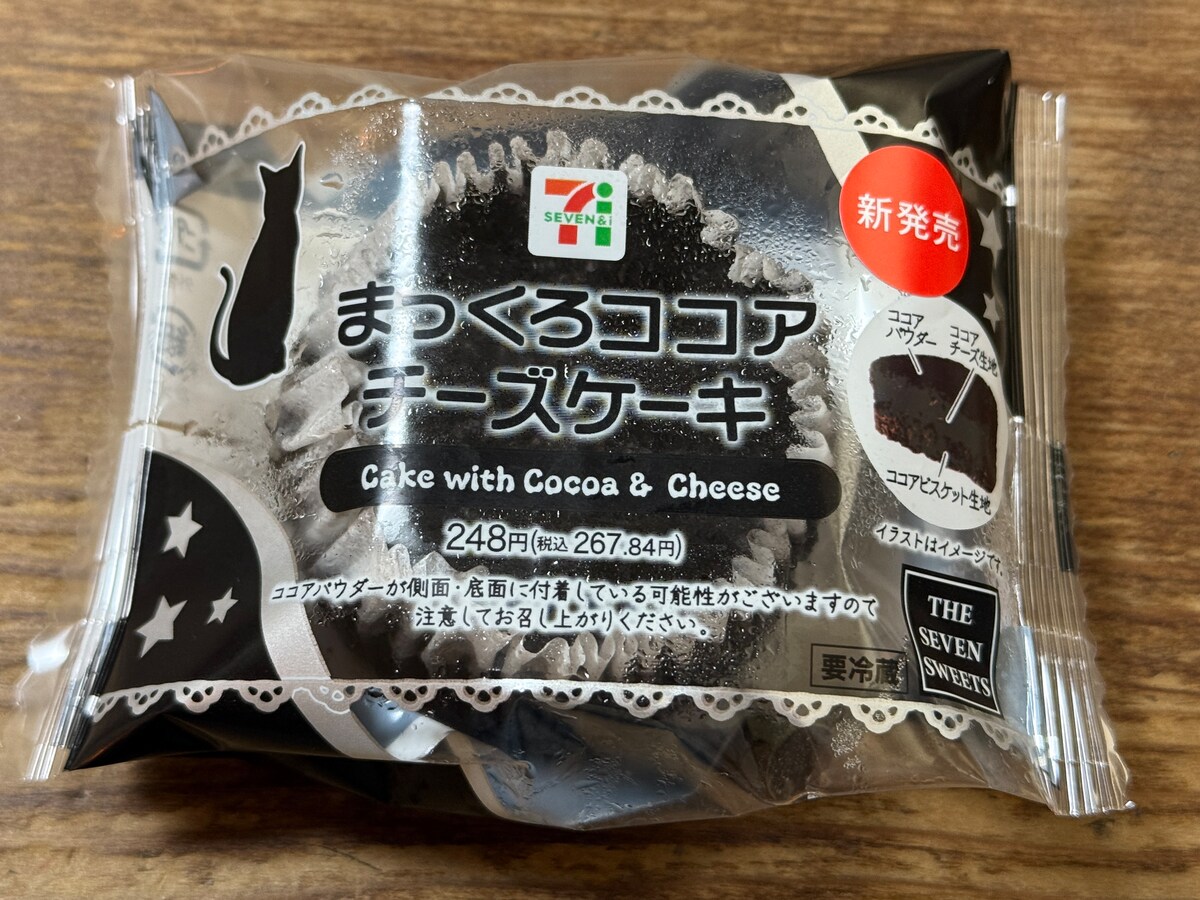 SEVEN&i
新発売
まっくろココア
チーズケーキ
Cake with Cocoa & Cheese
248円(税込 267.84円)
ココアパウダーが側面・底面に付着している可能性がございますので
注意してお召し上がりください。
ココア
パウダー
ココア
チーズ生地
ココアビスケット生地
イラストはイメージです。
要冷蔵
THE
SEVEN
SWEETS